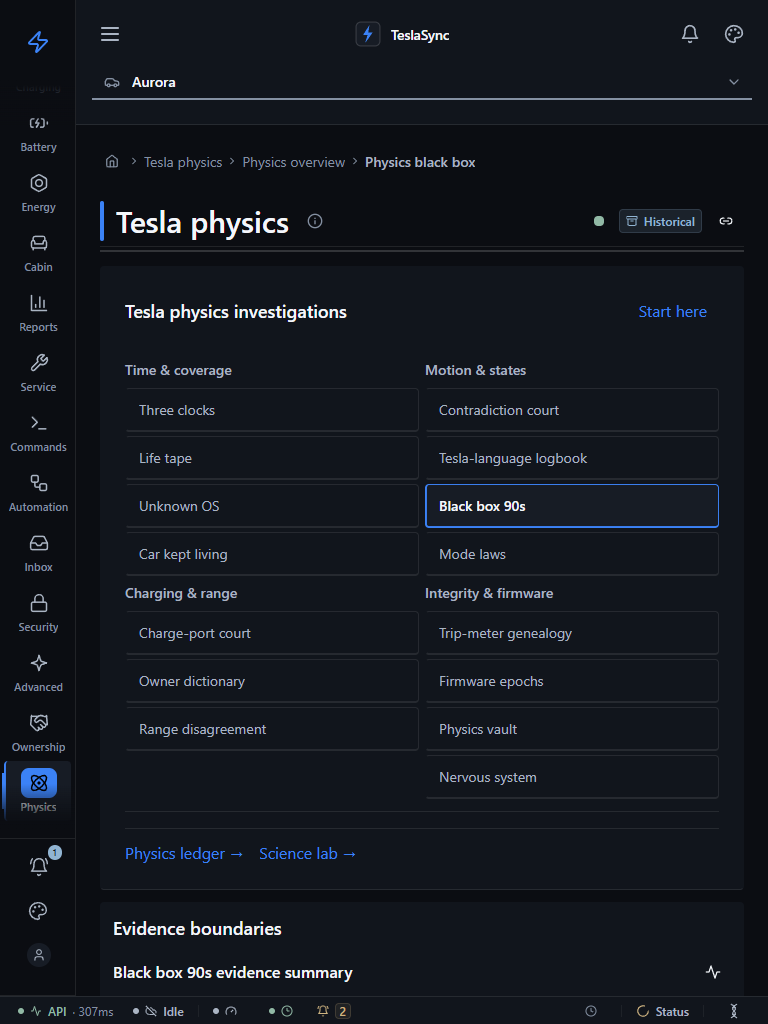 TeslaSync
Aurora
Charging
Battery
Energy
Cabin
Reports
Service
Commands
Automation
Inbox
Security
Advanced
Ownership
Physics
1
Tesla physics > Physics overview > Physics black box
Tesla physics
Historical
Tesla physics investigations
Start here
Time & coverage
Three clocks
Life tape
Unknown OS
Car kept living
Motion & states
Contradiction court
Tesla-language logbook
Black box 90s
Mode laws
Charging & range
Charge-port court
Owner dictionary
Range disagreement
Integrity & firmware
Trip-meter genealogy
Firmware epochs
Physics vault
Nervous system
Physics ledger → Science lab →
Evidence boundaries
Black box 90s evidence summary
API · 307ms Idle 2 Status